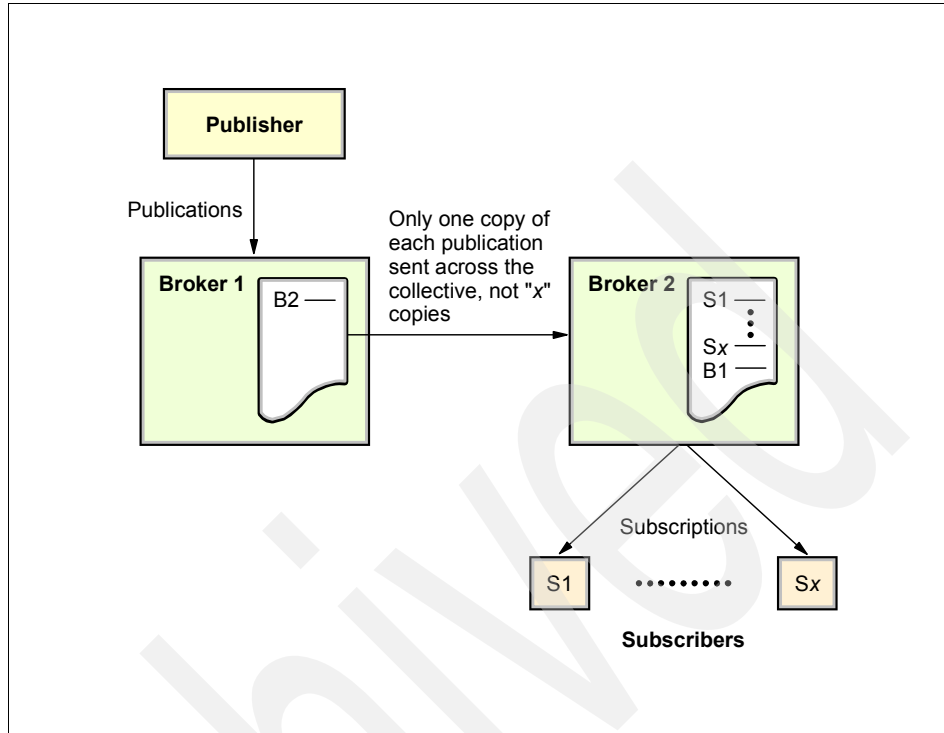 Publisher
Publications
Only one copy of
each publication
sent across the
collective, not "x"
copies
Broker 1
B2
Broker 2
S1
Sx
B1
Subscriptions
S1
Sx
Subscribers